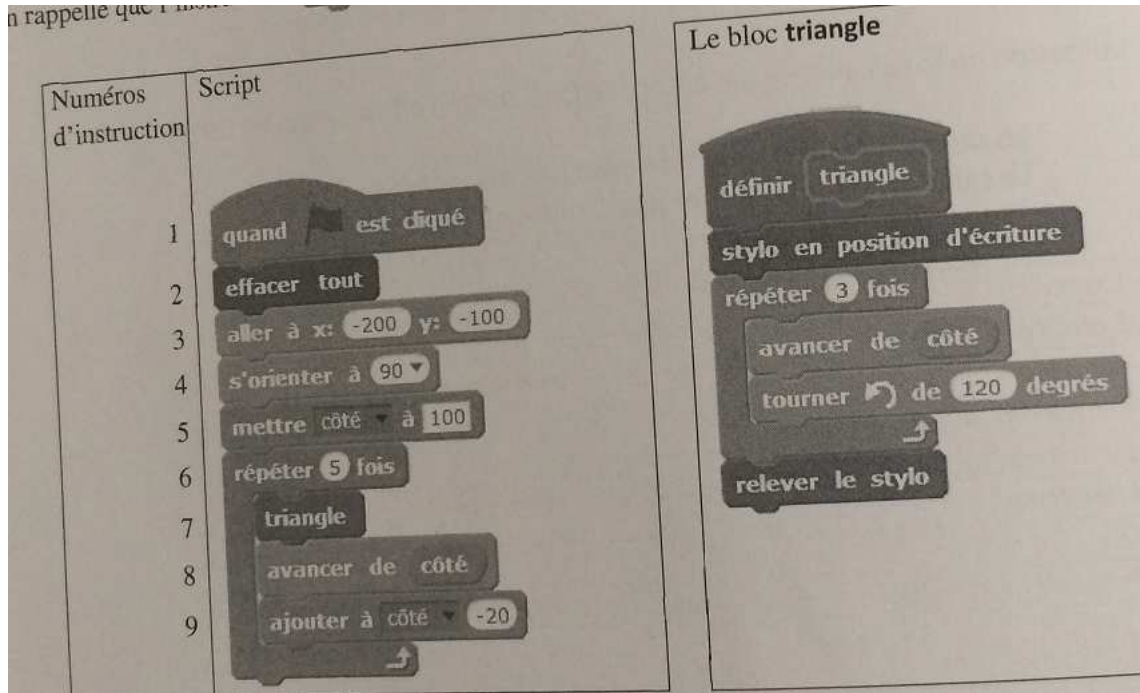 n rappelle que l'instru
Numéros
d'instruction
Script
1 quand est cliqué
2 effacer tout
3 aller à x: -200 y: -100
4 s'orienter à 90
5 mettre côté à 100
6 répéter 5 fois
7 triangle
8 avancer de côté
9 ajouter à côté -20
Le bloc triangle
définir triangle
stylo en position d'écriture
répéter 3 fois
avancer de côté
tourner de 120 degrés
relever le stylo